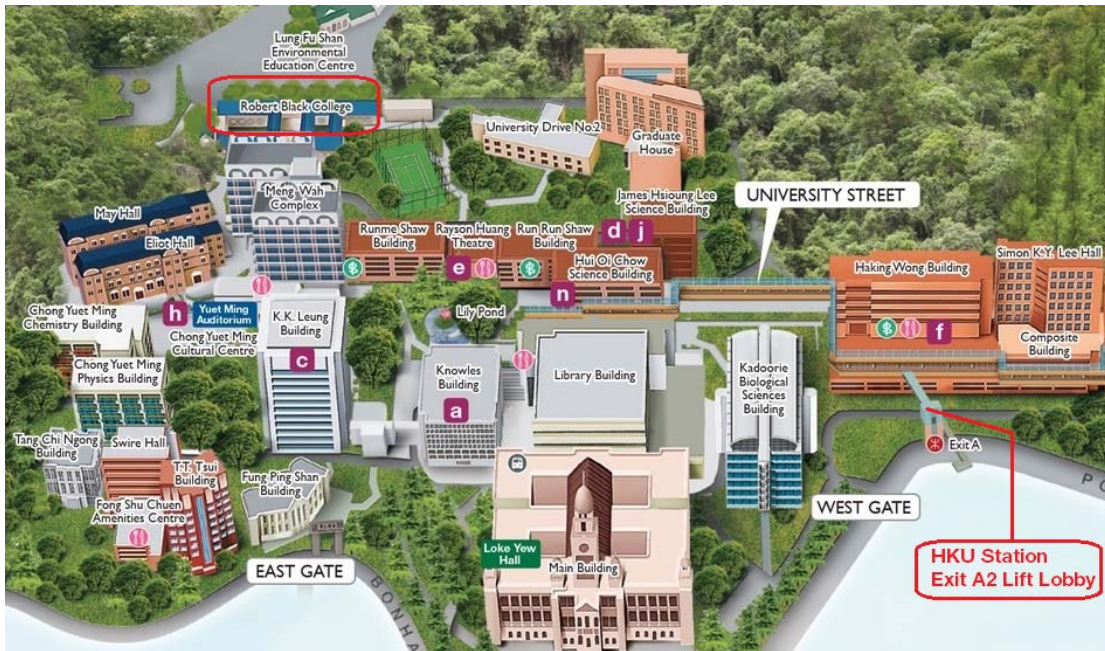 Lung Fu Shan
Environmental
Education Centre
Robert Black College
University Drive No.2
Graduate
House
Meng Wah
Complex
James Hsioung Lee
Science Building
UNIVERSITY STREET
May Hall
Eliot Hall
Runme Shaw
Building
Rayson Huang
Theatre
Run Run Shaw
Building
d
j
$
e
$
Hui Oi Chow
Science Building
n
Haking Wong Building
Simon K.Y. Lee Hall
h
Yuet Ming
Auditorium
Chong Yuet Ming
Cultural Centre
Chong Yuet Ming
Chemistry Building
K.K. Leung
Building
c
Lily Pond
$
f
Composite
Building
Chong Yuet Ming
Physics Building
Knowles
Building
a
Library Building
Kadoorie
Biological
Sciences
Building
Tang Chi Ngong
Building
Swire Hall
T.T. Tsui
Building
Fung Ping Shan
Building
Exit A
Fong Shu Chuen
Amenities Centre
WEST GATE
PO
EAST GATE
Loke Yew
Hall
Main Building
HKU Station
Exit A2 Lift Lobby
BONHA